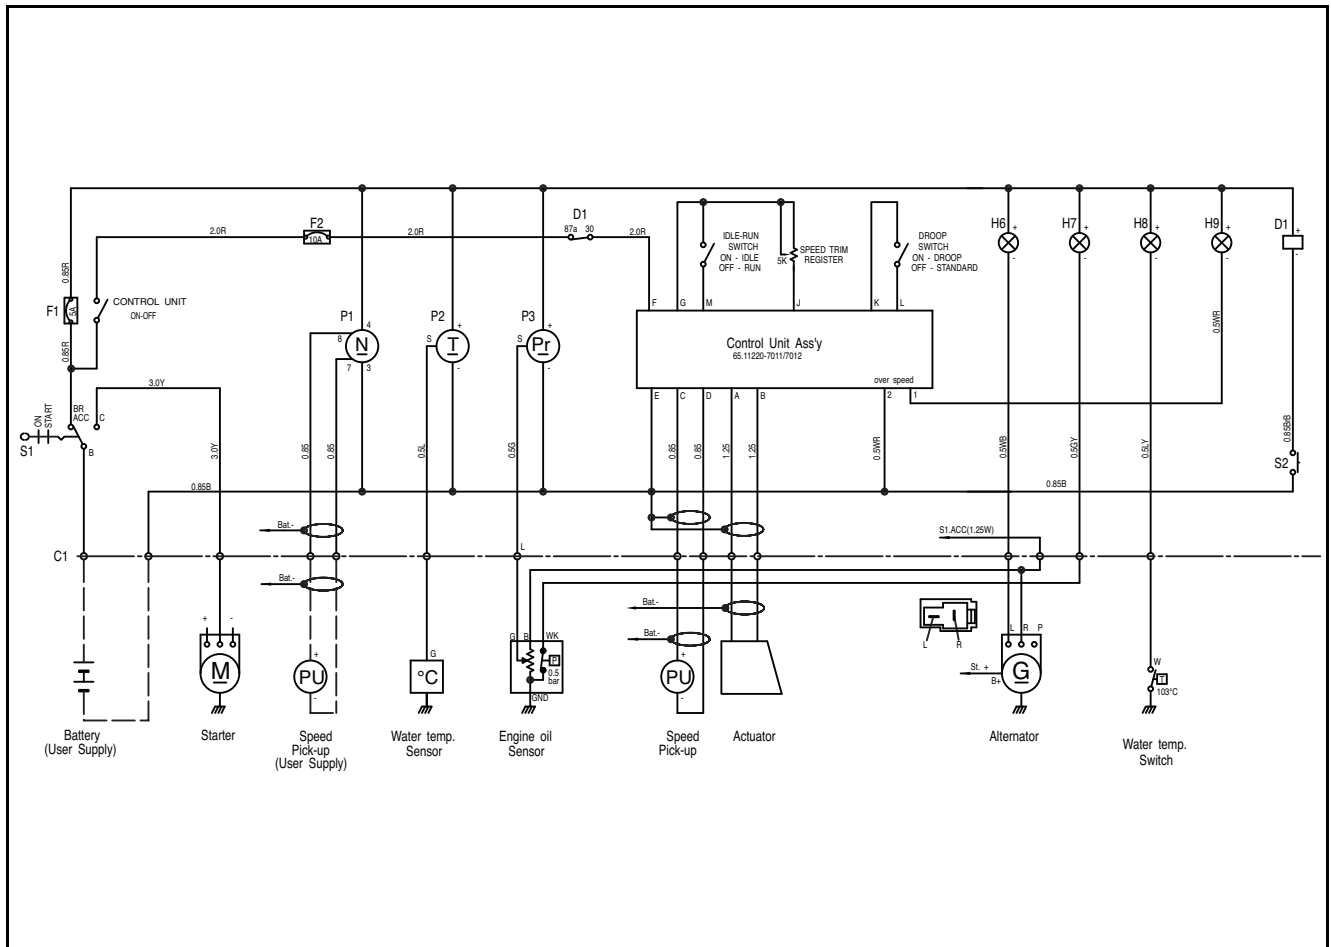 H6 +
H7 +
H8 +
H9 +
D1 +
-
-
-
-
-
F2
10A
2.0R
2.0R
D1
87a 30
2.0R
IDLE-RUN
SWITCH
ON - IDLE
OFF - RUN
5K
SPEED TRIM
REGISTER
DROOP
SWITCH
ON - DROOP
OFF - STANDARD
0.85R
F1
5A
0.85R
CONTROL UNIT
ON-OFF
P1
4
8
N
7 3
P2
+
S
T
-
P3
+
S
Pr
-
F G M J K L
Control Unit Ass'y
65.11220-7011/7012
over speed
E C D A B 2 1
0.5WR
3.0Y
ON
START
BR
ACC
C
S1
B
3.0Y
0.85
0.85
0.5L
0.5G
0.85
0.85
1.25
1.25
0.5WR
0.5WB
0.5GY
0.5LY
0.85BrB
S2
0.85B
0.85B
Bat.-
S1.ACC(1.25W)
C1
L
Bat.-
Bat.-
Bat.-
+ -
M
+
PU
-
G
°C
G B WK
P
0.5
bar
GND
+
PU
-
L R
L R P
St. +
B+
G
W
T
103°C
Battery
(User Supply)
Starter
Speed
Pick-up
(User Supply)
Water temp.
Sensor
Engine oil
Sensor
Speed
Pick-up
Actuator
Alternator
Water temp.
Switch